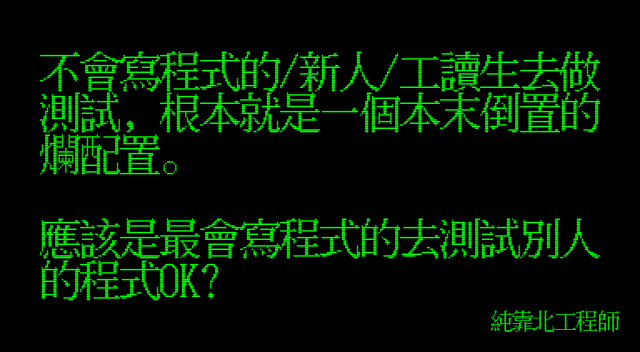 不會寫程式的/新人/工讀生去做
測試，根本就是一個本末倒置的
爛配置。
應該是最會寫程式的去測試別人
的程式OK?
純靠北工程師